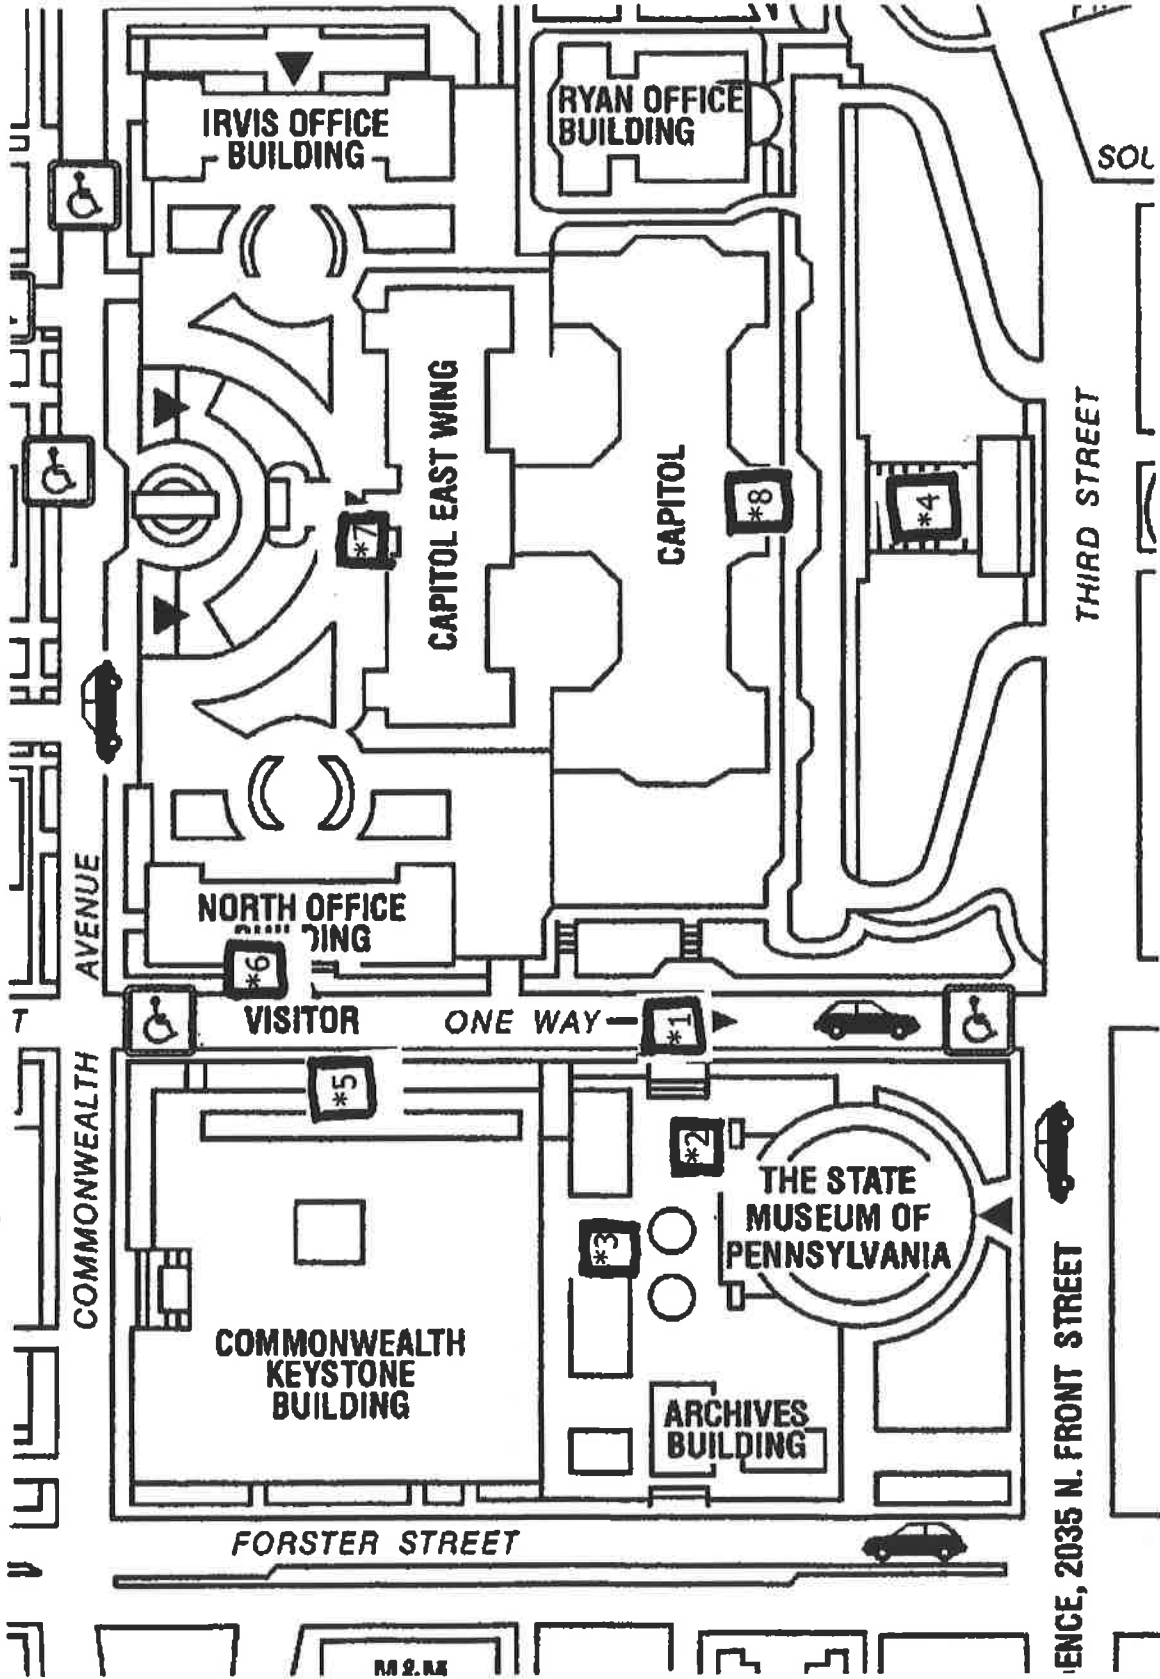 IRVIS OFFICE
BUILDING
RYAN OFFICE
BUILDING
SOL
CAPITOL EAST WING
CAPITOL
*7
*8
*4
THIRD STREET
NORTH OFFICE
DING
*6
AVENUE
T
VISITOR
ONE WAY
*1
COMMONWEALTH
*5
*2
*3
THE STATE
MUSEUM OF
PENNSYLVANIA
COMMONWEALTH
KEYSTONE
BUILDING
ARCHIVES
BUILDING
FORSTER STREET
ENCE, 2035 N. FRONT STREET